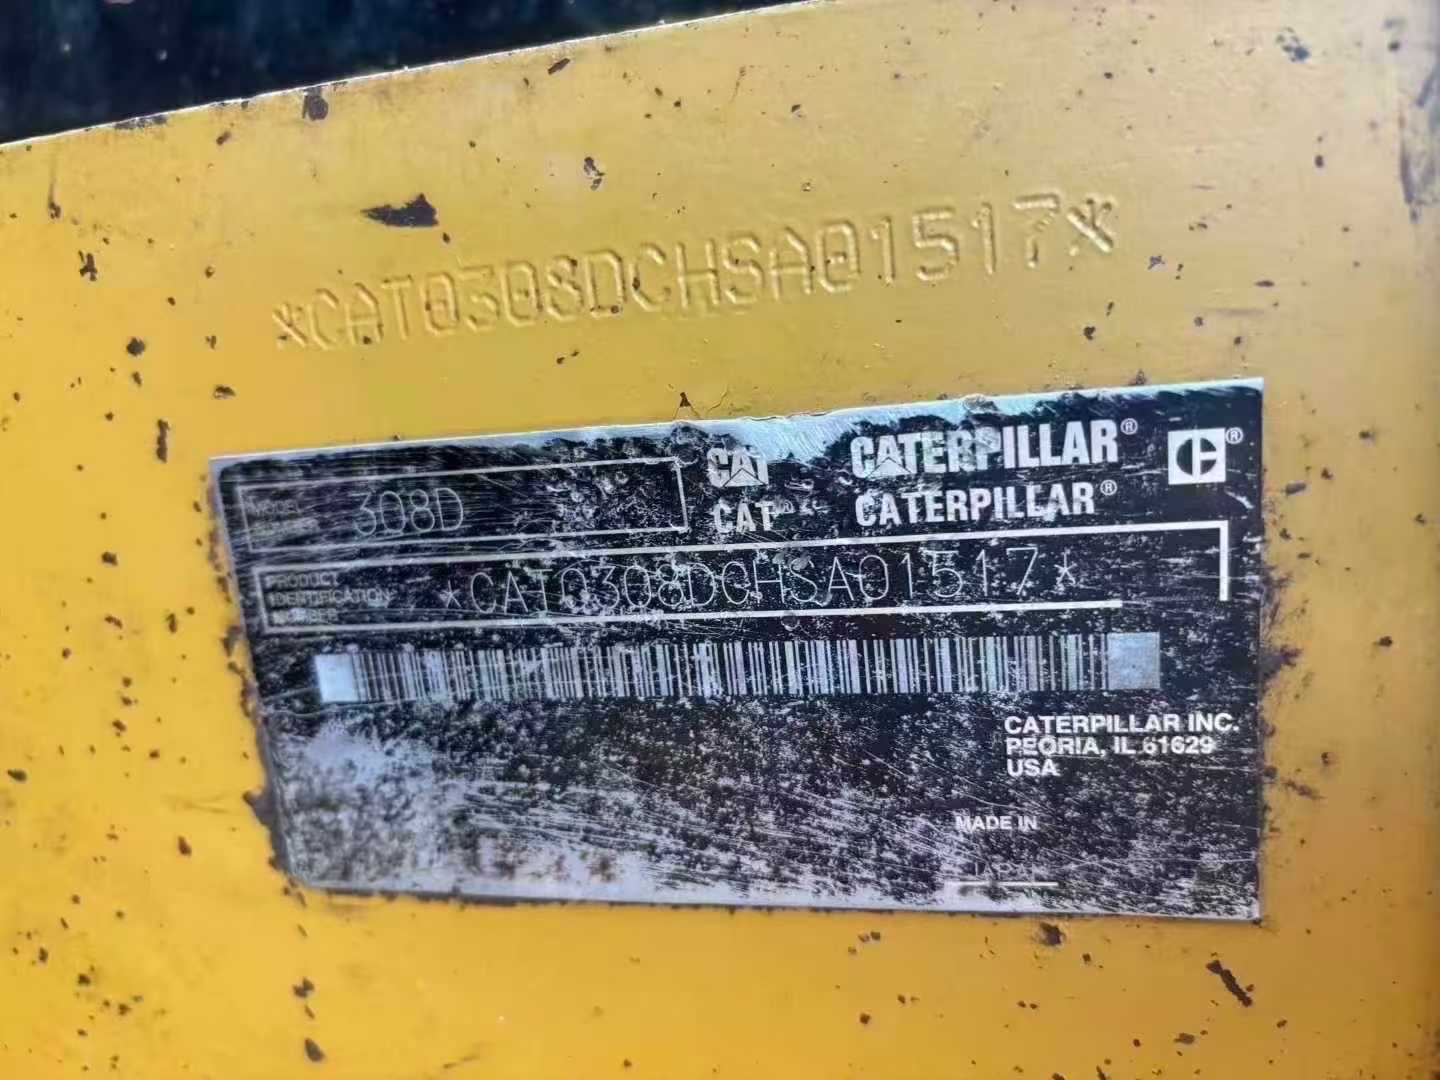 *CAT0308DCHSA01517*
CAT CATERPILLAR®
CAT CATERPILLAR®
MODEL 308D
PRODUCT
IDENTIFICATION
NUMBER *CAT0308DCHSA01517*
CATERPILLAR INC.
PEORIA, IL 61629
USA
MADE IN
JAPAN